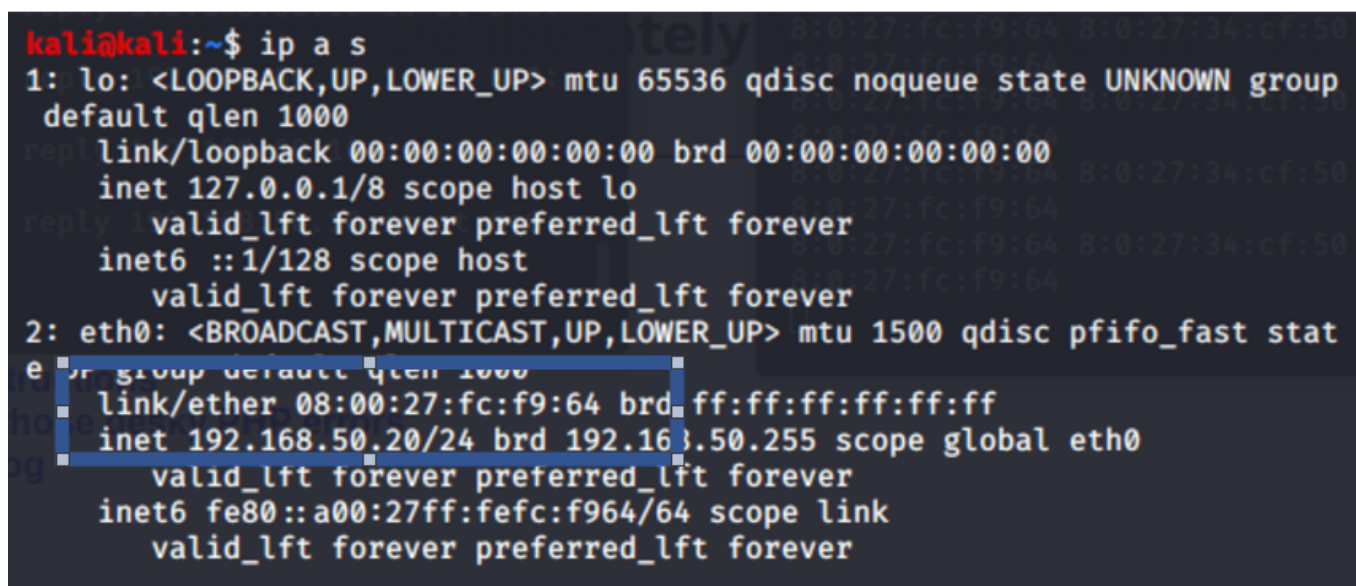 kali@kali:~$ ip a s
1: lo: <LOOPBACK,UP,LOWER_UP> mtu 65536 qdisc noqueue state UNKNOWN group
default qlen 1000
link/loopback 00:00:00:00:00:00 brd 00:00:00:00:00:00
inet 127.0.0.1/8 scope host lo
valid_lft forever preferred_lft forever
inet6 ::1/128 scope host
valid_lft forever preferred_lft forever
2: eth0: <BROADCAST,MULTICAST,UP,LOWER_UP> mtu 1500 qdisc pfifo_fast stat
e UP group default qlen 1000
link/ether 08:00:27:fc:f9:64 brd ff:ff:ff:ff:ff:ff
inet 192.168.50.20/24 brd 192.168.50.255 scope global eth0
valid_lft forever preferred_lft forever
inet6 fe80::a00:27ff:fefc:f964/64 scope link
valid_lft forever preferred_lft forever